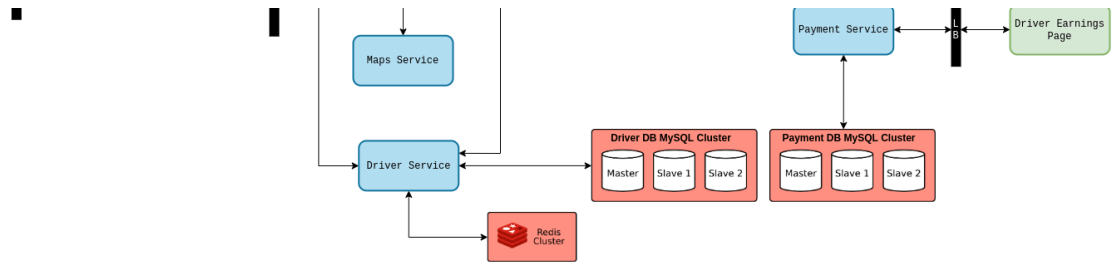 Payment Service
L
B
Driver Earnings
Page
Maps Service
Driver DB MySQL Cluster
Master
Slave 1
Slave 2
Payment DB MySQL Cluster
Master
Slave 1
Slave 2
Driver Service
Redis
Cluster